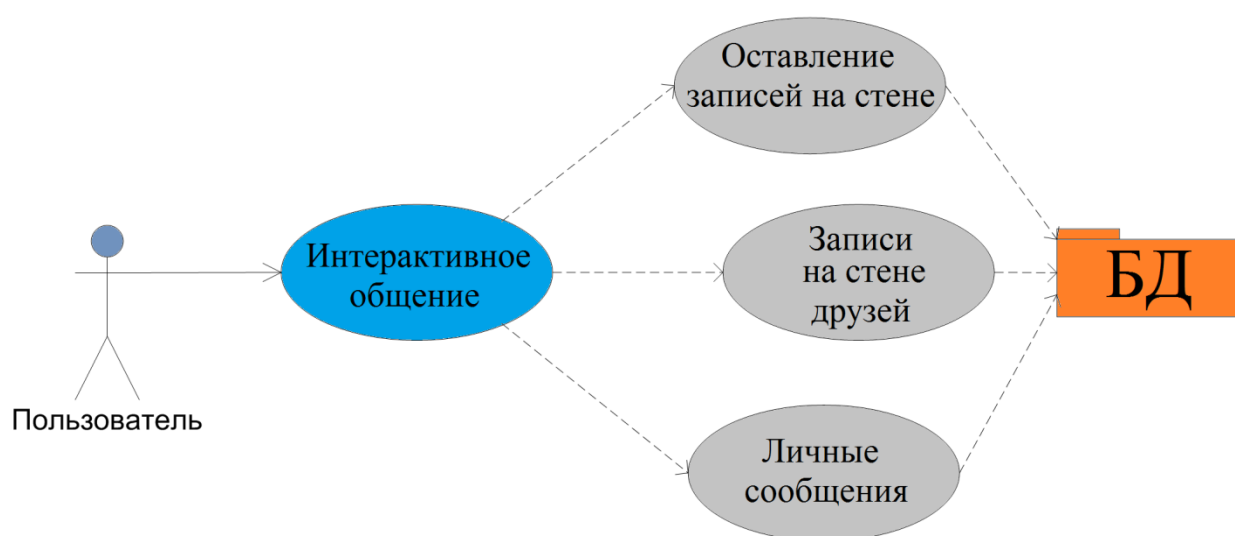 Оставление
записей на стене
Интерактивное
общение
Записи
на стене
друзей
БД
Пользователь
Личные
сообщения